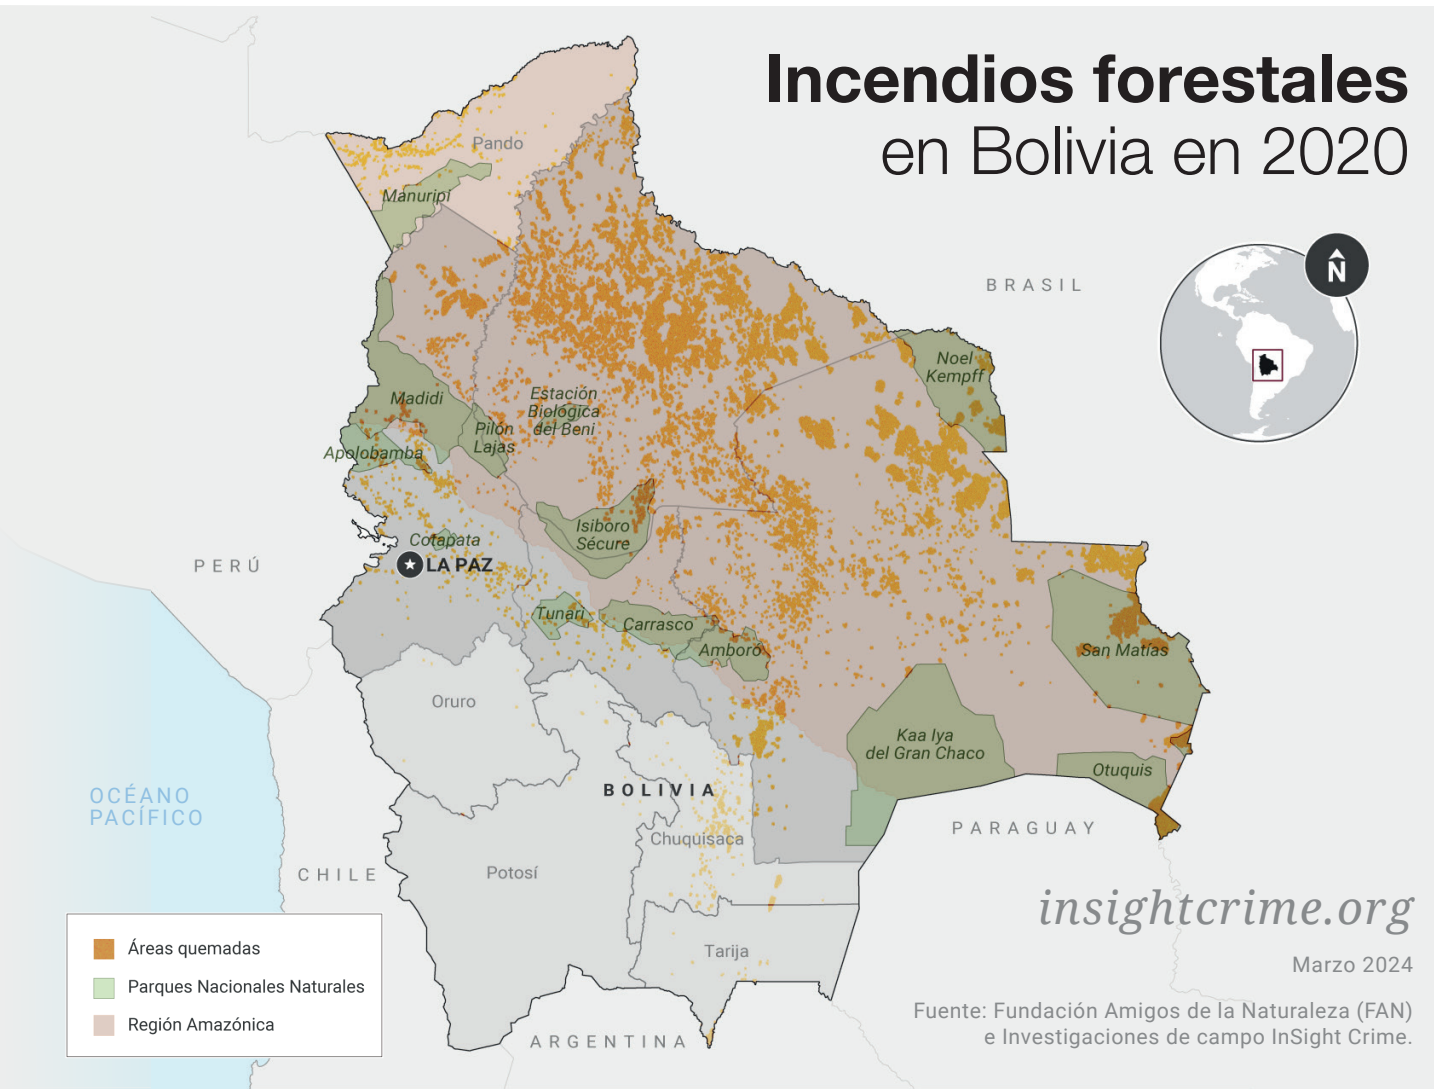 Incendios forestales
en Bolivia en 2020
N
Pando
Manuripi
BRASIL
Noel
Kempff
Madidi
Estación
Biológica
del Beni
Pilón
Lajas
Apolobamba
Isiboro
Sécure
Cotapata
LA PAZ
PERÚ
Tunari
Carrasco
Amboró
San Matías
Oruro
Kaa Iya
del Gran Chaco
Otuquis
BOLIVIA
OCÉANO
PACÍFICO
Chuquisaca
PARAGUAY
CHILE
Potosí
Tarija
ARGENTINA
Áreas quemadas
Parques Nacionales Naturales
Región Amazónica
insightcrime.org
Marzo 2024
Fuente: Fundación Amigos de la Naturaleza (FAN)
e Investigaciones de campo InSight Crime.